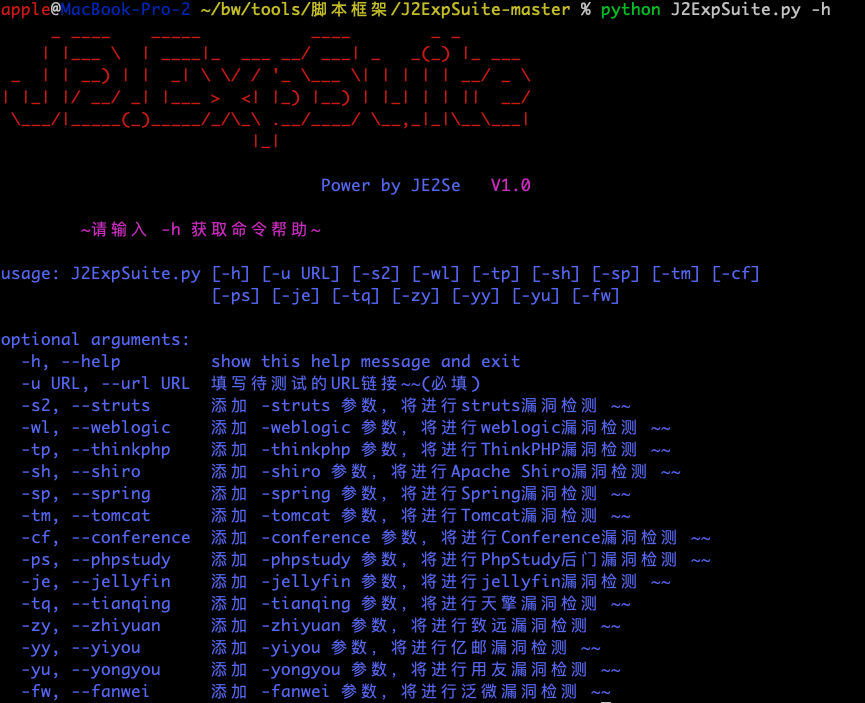 apple@MacBook-Pro-2 ~/bw/tools/脚本框架/J2ExpSuite-master % python J2ExpSuite.py -h
J2.ExpSuite
Power by JE2Se   V1.0
~请输入 -h 获取命令帮助~
usage: J2ExpSuite.py [-h] [-u URL] [-s2] [-wl] [-tp] [-sh] [-sp] [-tm] [-cf]
[-ps] [-je] [-tq] [-zy] [-yy] [-yu] [-fw]
optional arguments:
-h, --help            show this help message and exit
-u URL, --url URL  填写待测试的URL链接~~(必填)
-s2, --struts      添加 -struts 参数, 将进行struts漏洞检测 ~~
-wl, --weblogic    添加 -weblogic 参数, 将进行weblogic漏洞检测 ~~
-tp, --thinkphp    添加 -thinkphp 参数, 将进行ThinkPHP漏洞检测 ~~
-sh, --shiro       添加 -shiro 参数, 将进行Apache Shiro漏洞检测 ~~
-sp, --spring      添加 -spring 参数, 将进行Spring漏洞检测 ~~
-tm, --tomcat      添加 -tomcat 参数, 将进行Tomcat漏洞检测 ~~
-cf, --conference  添加 -conference 参数, 将进行Conference漏洞检测 ~~
-ps, --phpstudy    添加 -phpstudy 参数, 将进行PhpStudy后门漏洞检测 ~~
-je, --jellyfin    添加 -jellyfin 参数, 将进行jellyfin漏洞检测 ~~
-tq, --tianqing    添加 -tianqing 参数, 将进行天擎漏洞检测 ~~
-zy, --zhiyuan     添加 -zhiyuan 参数, 将进行致远漏洞检测 ~~
-yy, --yiyou       添加 -yiyou 参数, 将进行亿邮漏洞检测 ~~
-yu, --yongyou     添加 -yongyou 参数, 将进行用友漏洞检测 ~~
-fw, --fanwei      添加 -fanwei 参数, 将进行泛微漏洞检测 ~~